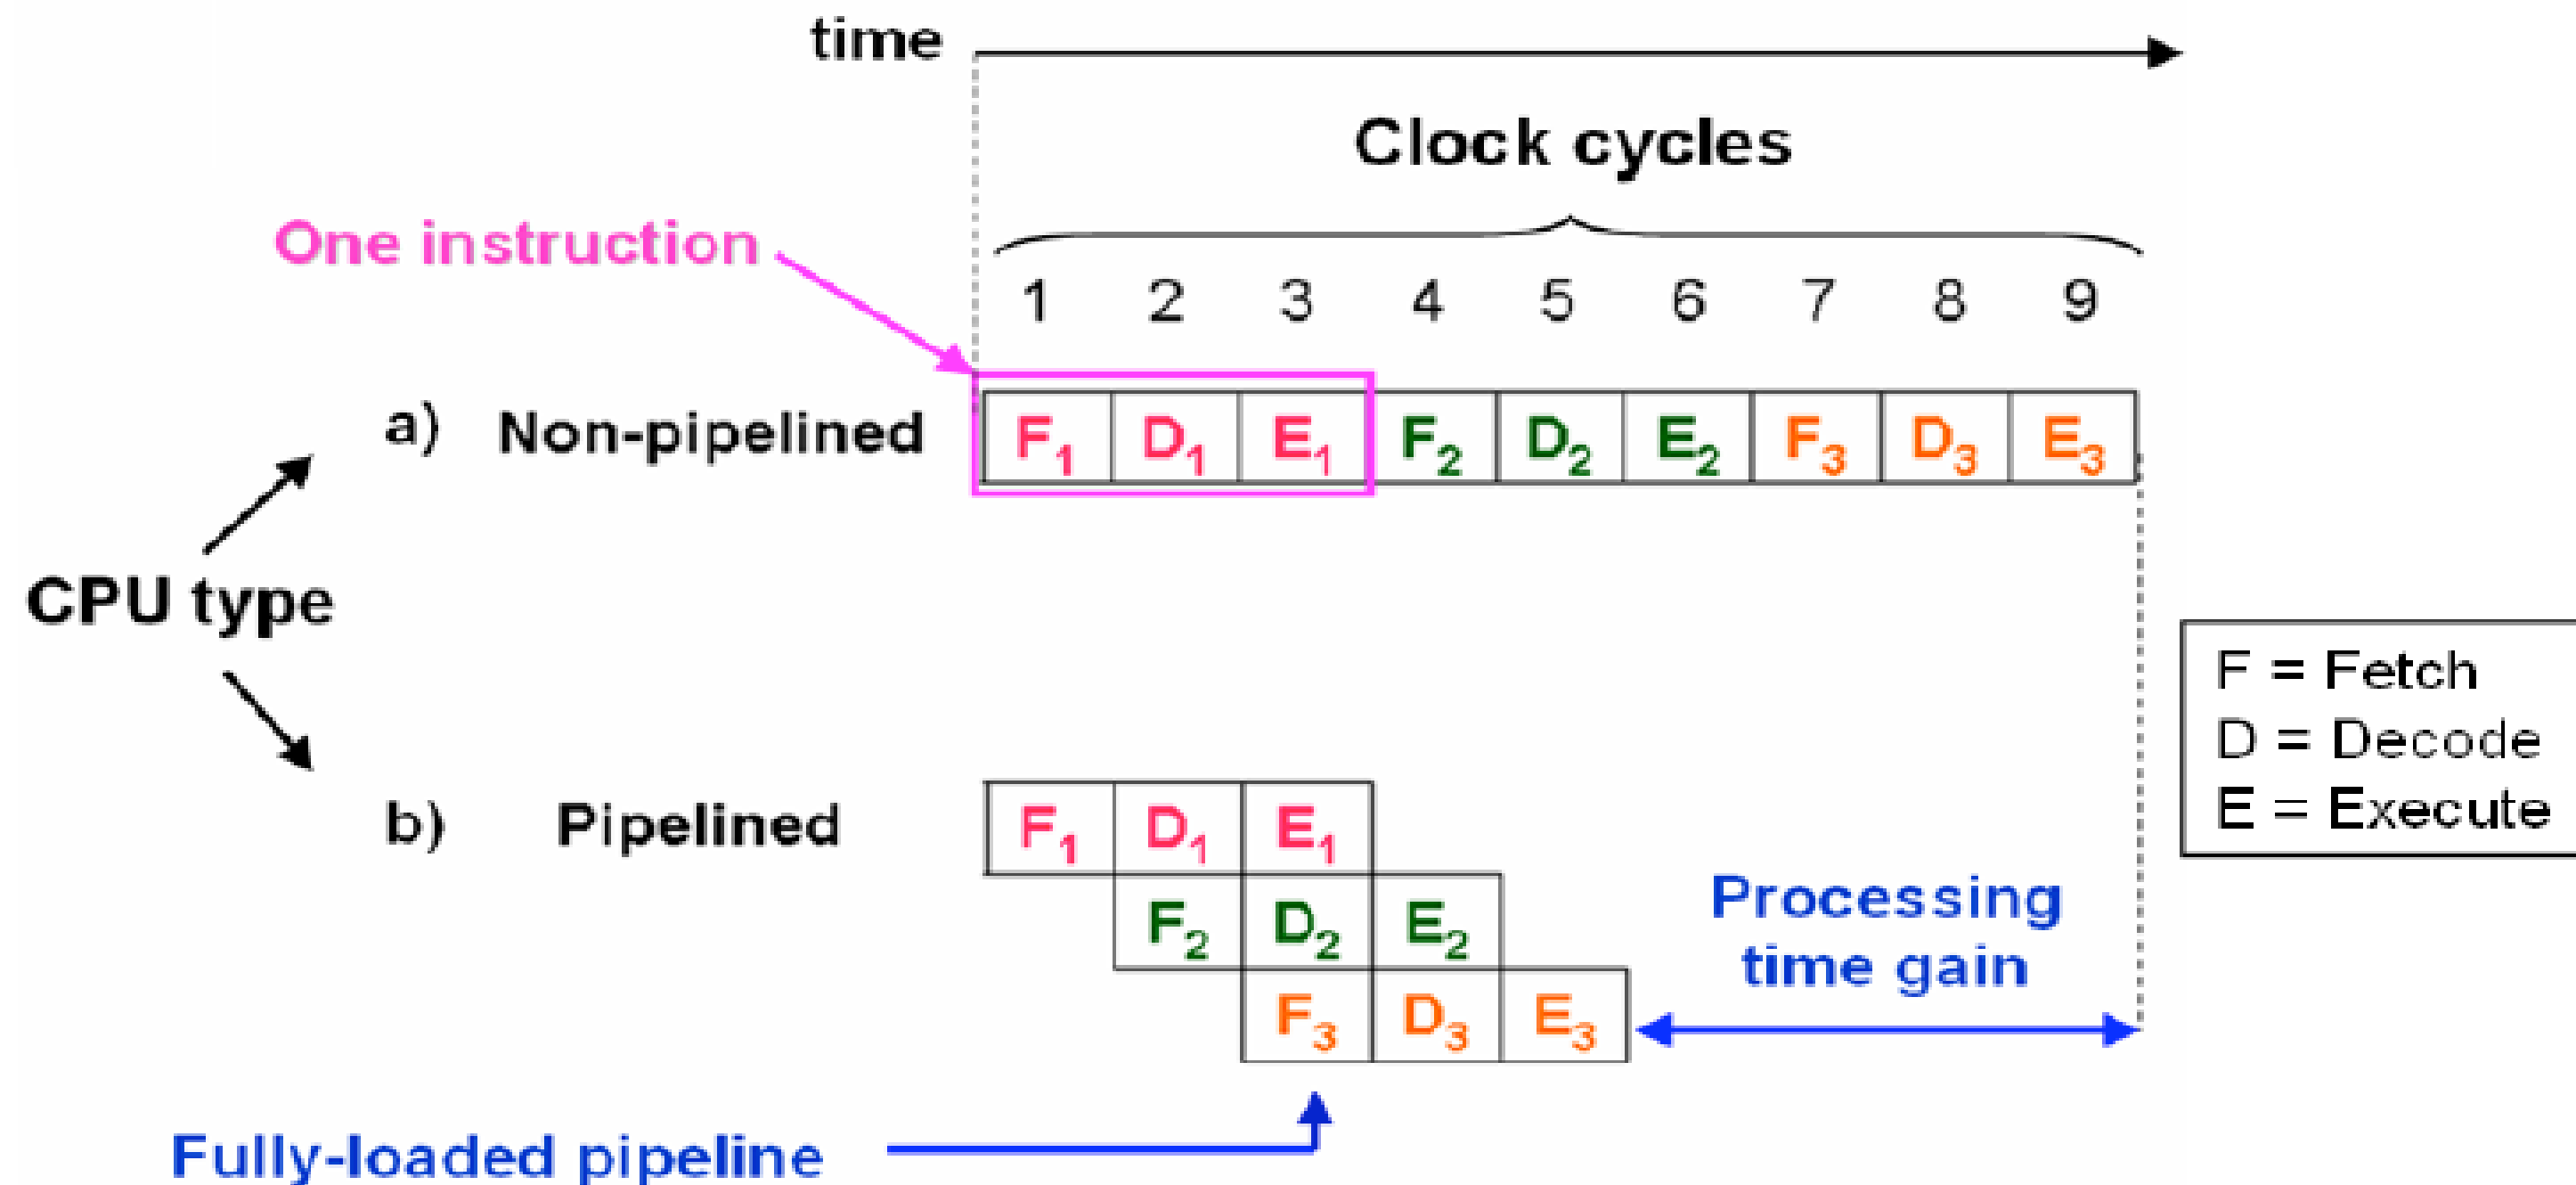 time
Clock cycles
One instruction
1 2 3 4 5 6 7 8 9
a) Non-pipelined F₁ D₁ E₁ F₂ D₂ E₂ F₃ D₃ E₃
CPU type
F = Fetch
D = Decode
E = Execute
b) Pipelined F₁ D₁ E₁
F₂ D₂ E₂
F₃ D₃ E₃
Processing
time gain
Fully-loaded pipeline